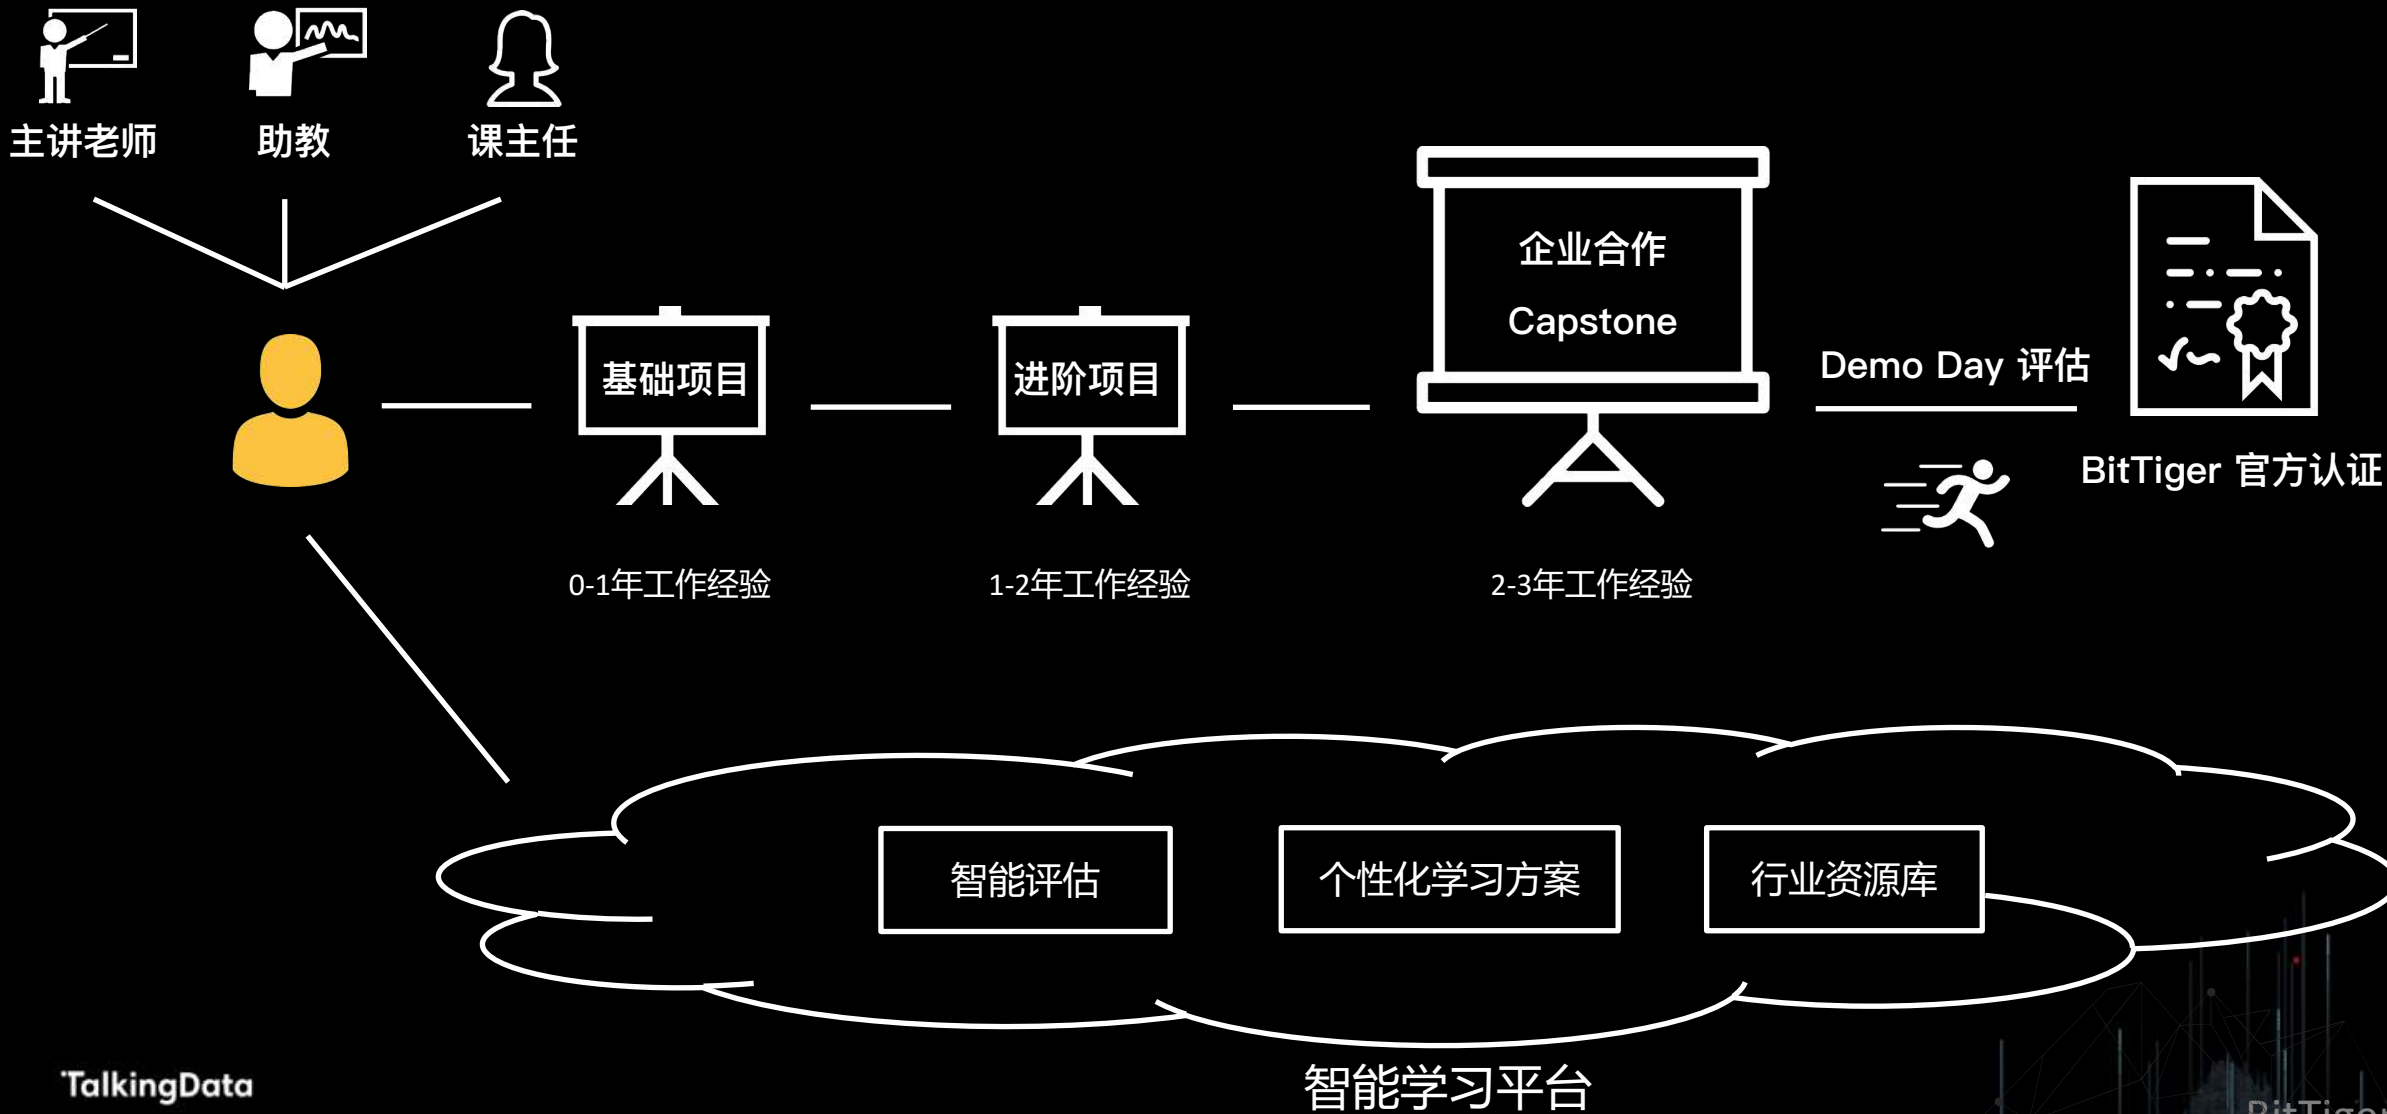 主讲老师
助教
课主任
企业合作
Capstone
基础项目
进阶项目
Demo Day 评估
BitTiger 官方认证
0-1年工作经验
1-2年工作经验
2-3年工作经验
智能评估
个性化学习方案
行业资源库
智能学习平台
TalkingData
BitTiger